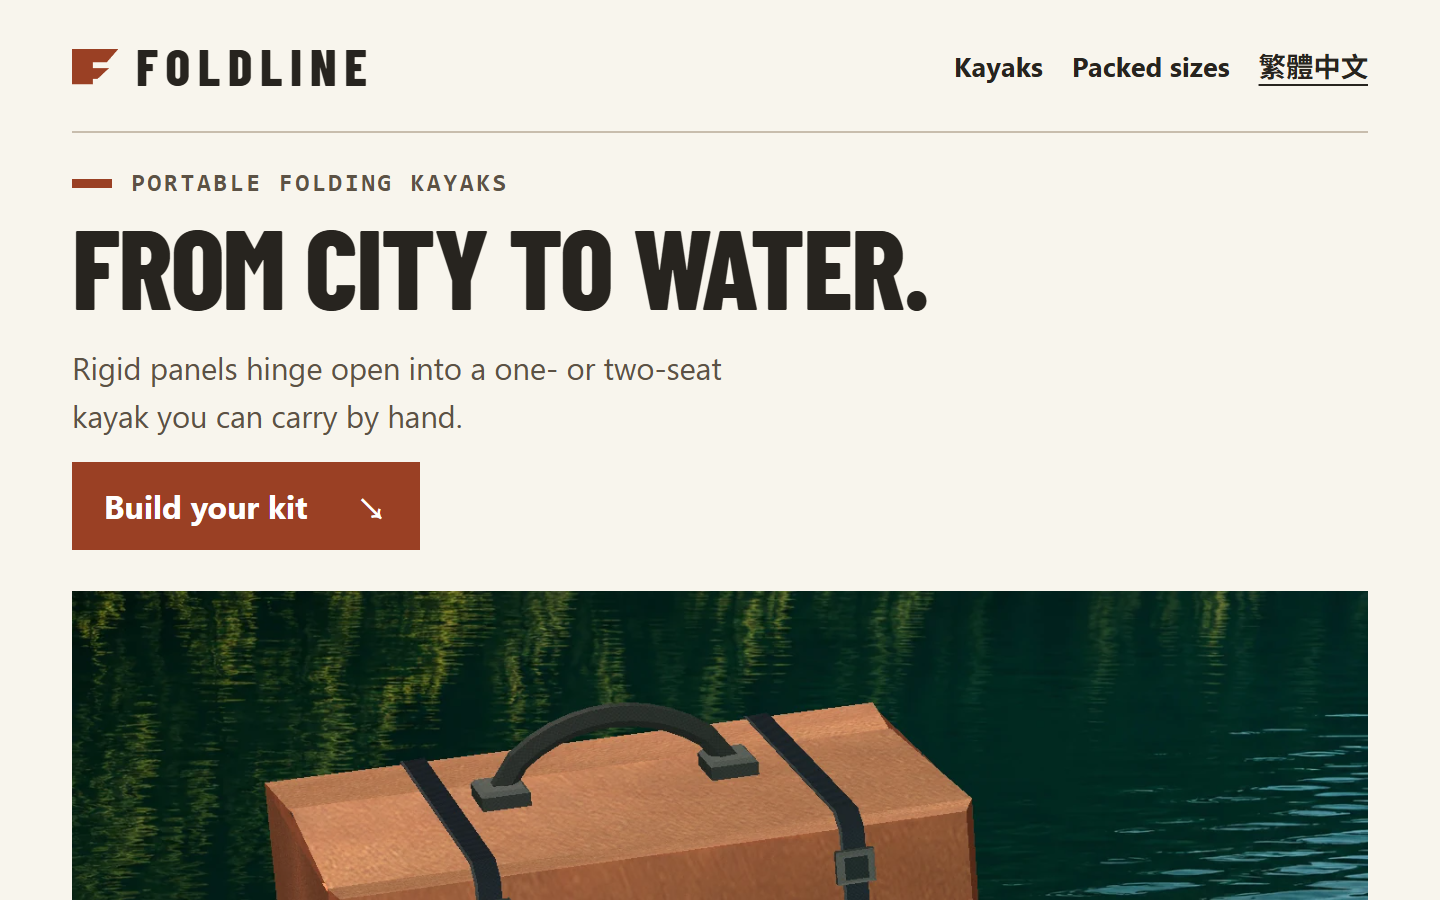 FOLDLINE
Kayaks
Packed sizes
繁體中文
PORTABLE FOLDING KAYAKS
FROM CITY TO WATER.
Rigid panels hinge open into a one- or two-seat
kayak you can carry by hand.
Build your kit ↘